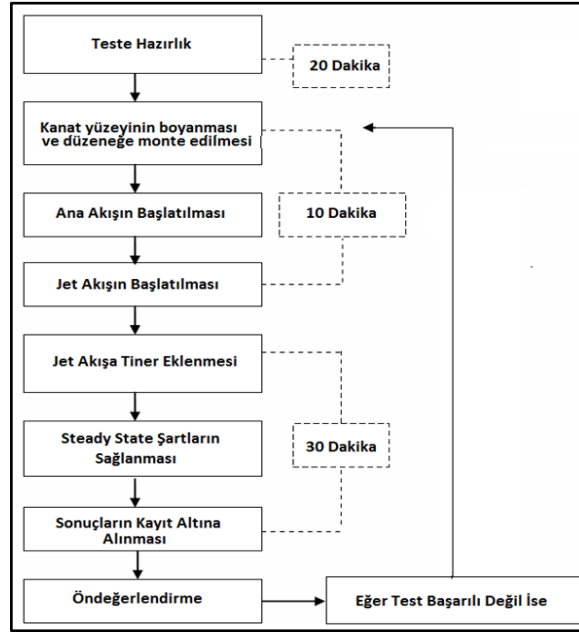 Teste Hazırlık
20 Dakika
Kanat yüzeyinin boyanması
ve düzeneğe monte edilmesi
Ana Akışın Başlatılması
10 Dakika
Jet Akışın Başlatılması
Jet Akışa Tiner Eklenmesi
Steady State Şartların
Sağlanması
30 Dakika
Sonuçların Kayıt Altına
Alınması
Öndeğerlendirme
Eğer Test Başarılı Değil İse